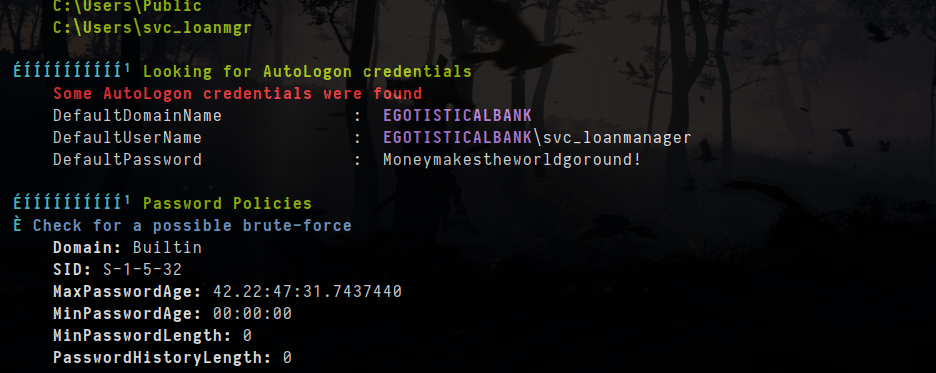 C:\Users\Public
C:\Users\svc_loanmgr
ÉÍÍÍÍÍÍÍÍÍÍ¹ Looking for AutoLogon credentials
Some AutoLogon credentials were found
DefaultDomainName : EGOTISTICALBANK
DefaultUserName : EGOTISTICALBANK\svc_loanmanager
DefaultPassword : Moneymakestheworldgoround!
ÉÍÍÍÍÍÍÍÍÍÍ¹ Password Policies
È Check for a possible brute-force
Domain: Builtin
SID: S-1-5-32
MaxPasswordAge: 42.22:47:31.7437440
MinPasswordAge: 00:00:00
MinPasswordLength: 0
PasswordHistoryLength: 0